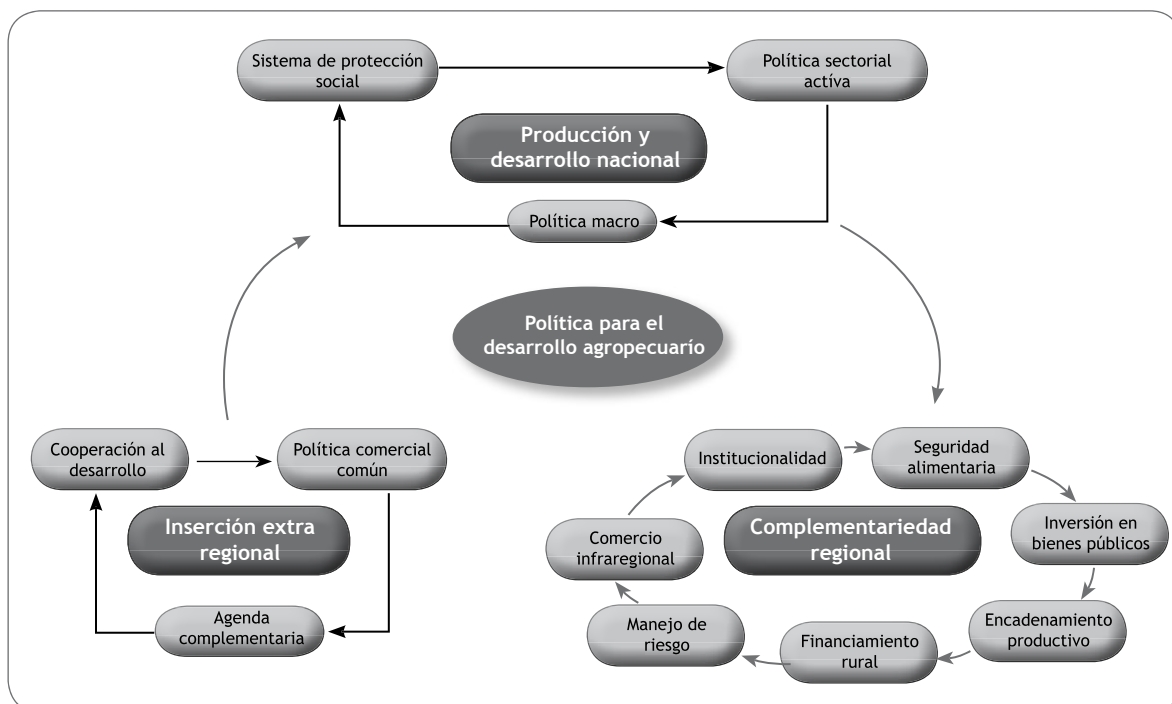 Sistema de protección
social
Política sectorial
actíva
Producción y
desarrollo nacional
Política macro
Política para el
desarrollo agropecuario
Cooperación al
desarrollo
Política comercial
común
Inserción extra
regional
Agenda
complementaria
Institucionalidad
Seguridad
alimentaria
Comercio
infraregional
Complementariedad
regional
Inversión en
bienes públicos
Manejo de
riesgo
Financiamiento
rural
Encadenamiento
productivo